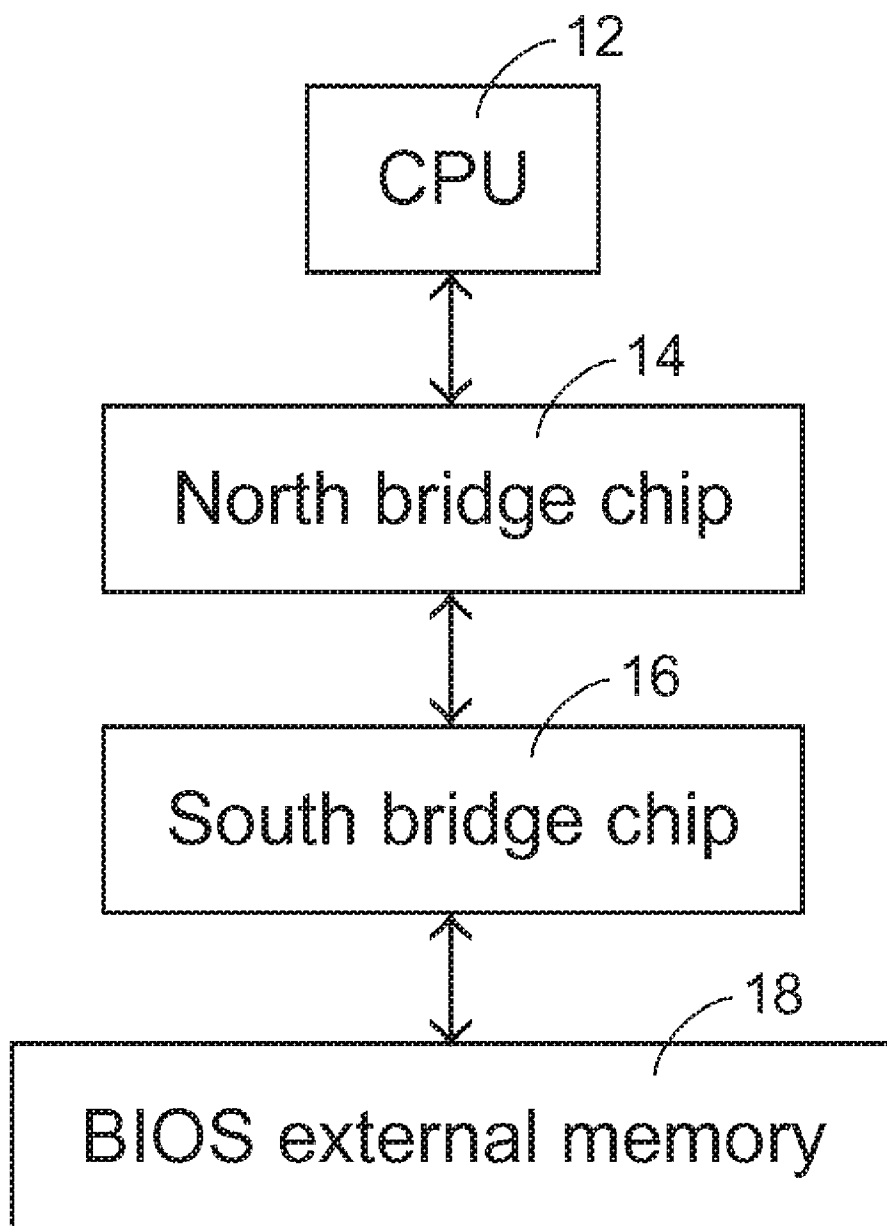 12
CPU
14
North bridge chip
16
South bridge chip
18
BIOS external memory